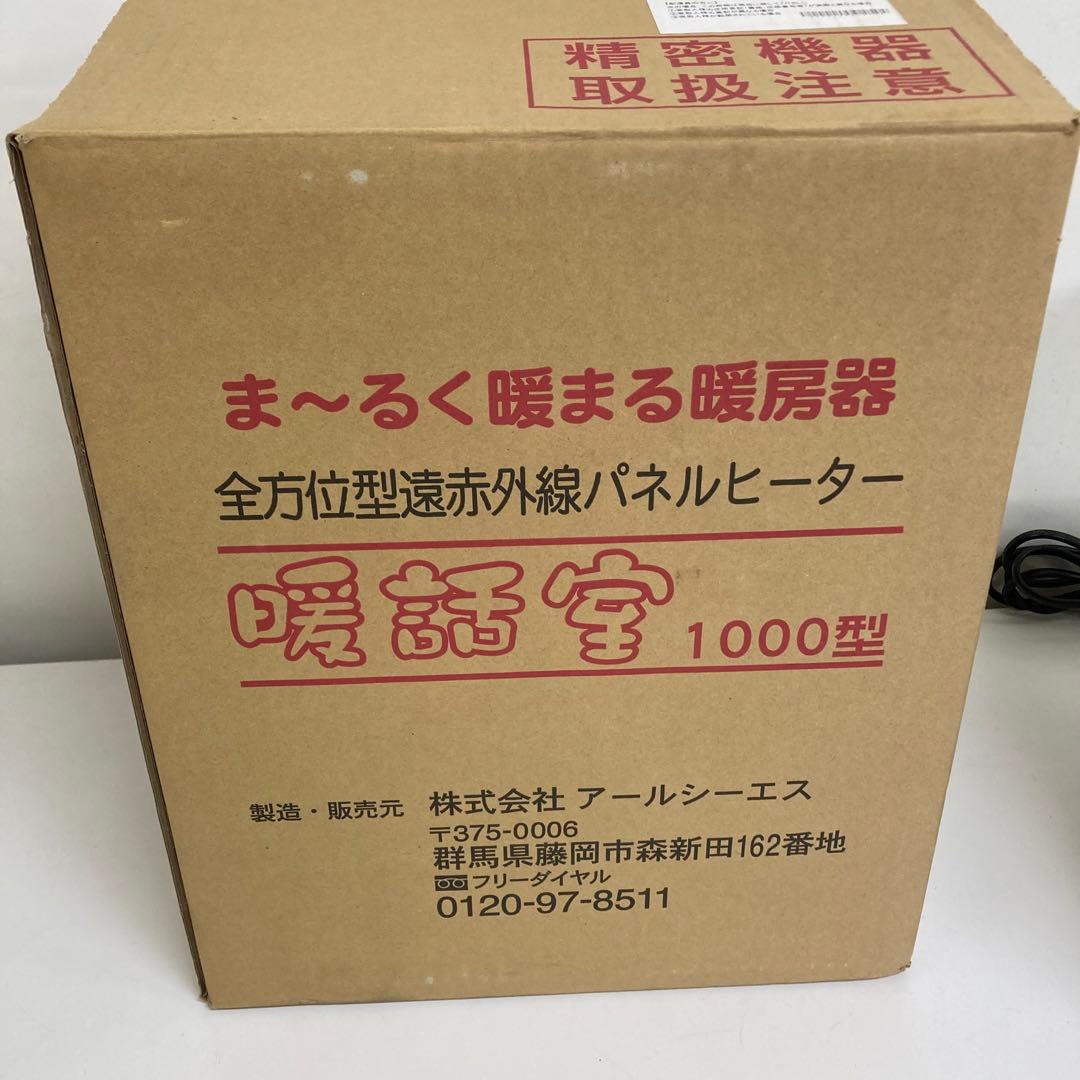 精密機器
取扱注意
ま〜るく暖まる暖房器
全方位型遠赤外線パネルヒーター
暖話室 1000型
製造・販売元 株式会社 アールシーエス
〒375-0006
群馬県藤岡市森新田162番地
フリーダイヤル
0120-97-8511